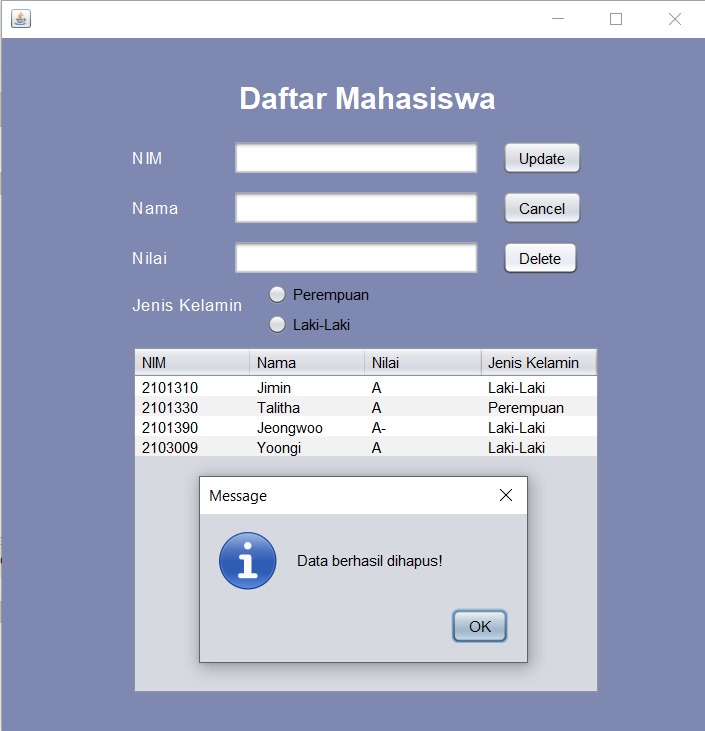 Daftar Mahasiswa
NIM
Update
Nama
Cancel
Nilai
Delete
Jenis Kelamin
Perempuan
Laki-Laki
NIM Nama Nilai Jenis Kelamin
2101310 Jimin A Laki-Laki
2101330 Talitha A Perempuan
2101390 Jeongwoo A- Laki-Laki
2103009 Yoongi A Laki-Laki
Message
Data berhasil dihapus!
OK